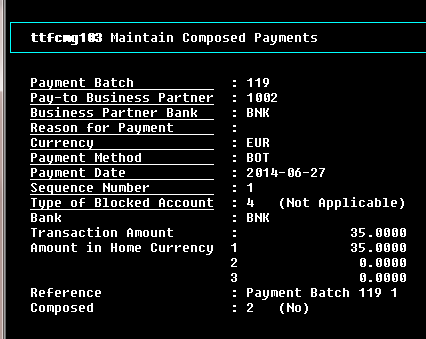 ttfcmg103 Maintain Composed Payments
Payment Batch : 119
Pay-to Business Partner : 1002
Business Partner Bank : BNK
Reason for Payment :
Currency : EUR
Payment Method : BOT
Payment Date : 2014-06-27
Sequence Number : 1
Type of Blocked Account : 4 (Not Applicable)
Bank : BNK
Transaction Amount : 35.0000
Amount in Home Currency 1 35.0000
2 0.0000
3 0.0000
Reference : Payment Batch 119 1
Composed : 2 (No)